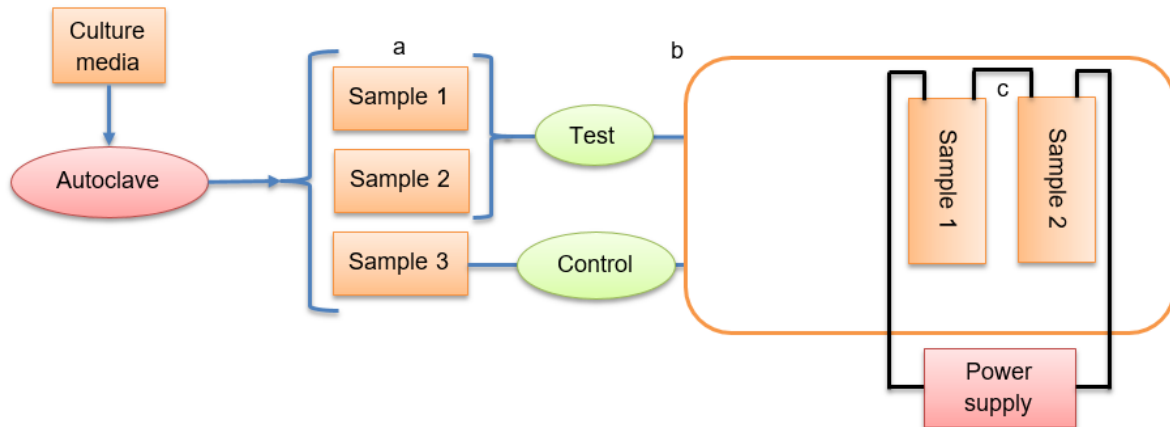 Culture
media
a
b
Sample 1
c
Test
Sample 1
Sample 2
Autoclave
Sample 2
Sample 3
Control
Power
supply